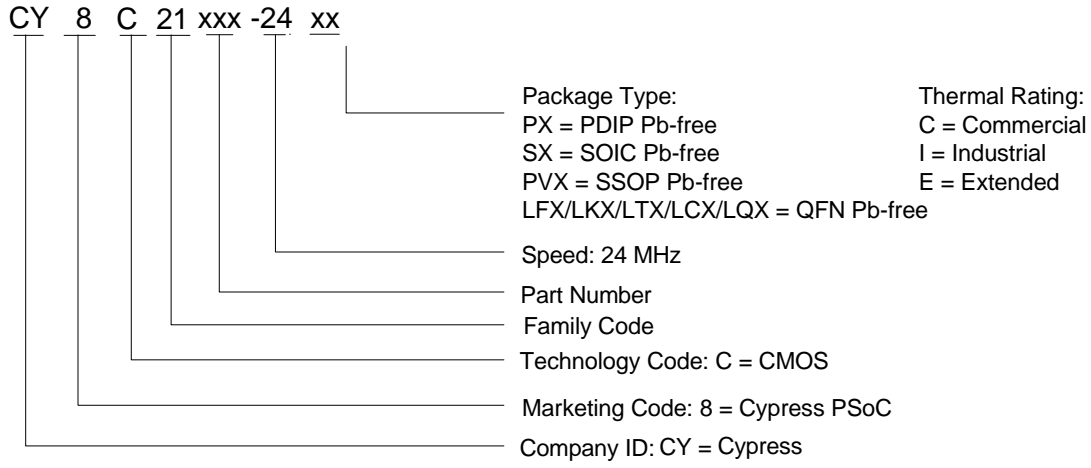 CY 8 C 21 xxx -24 xx
Package Type: Thermal Rating:
PX = PDIP Pb-free C = Commercial
SX = SOIC Pb-free I = Industrial
PVX = SSOP Pb-free E = Extended
LFX/LKX/LTX/LCX/LQX = QFN Pb-free
Speed: 24 MHz
Part Number
Family Code
Technology Code: C = CMOS
Marketing Code: 8 = Cypress PSoC
Company ID: CY = Cypress